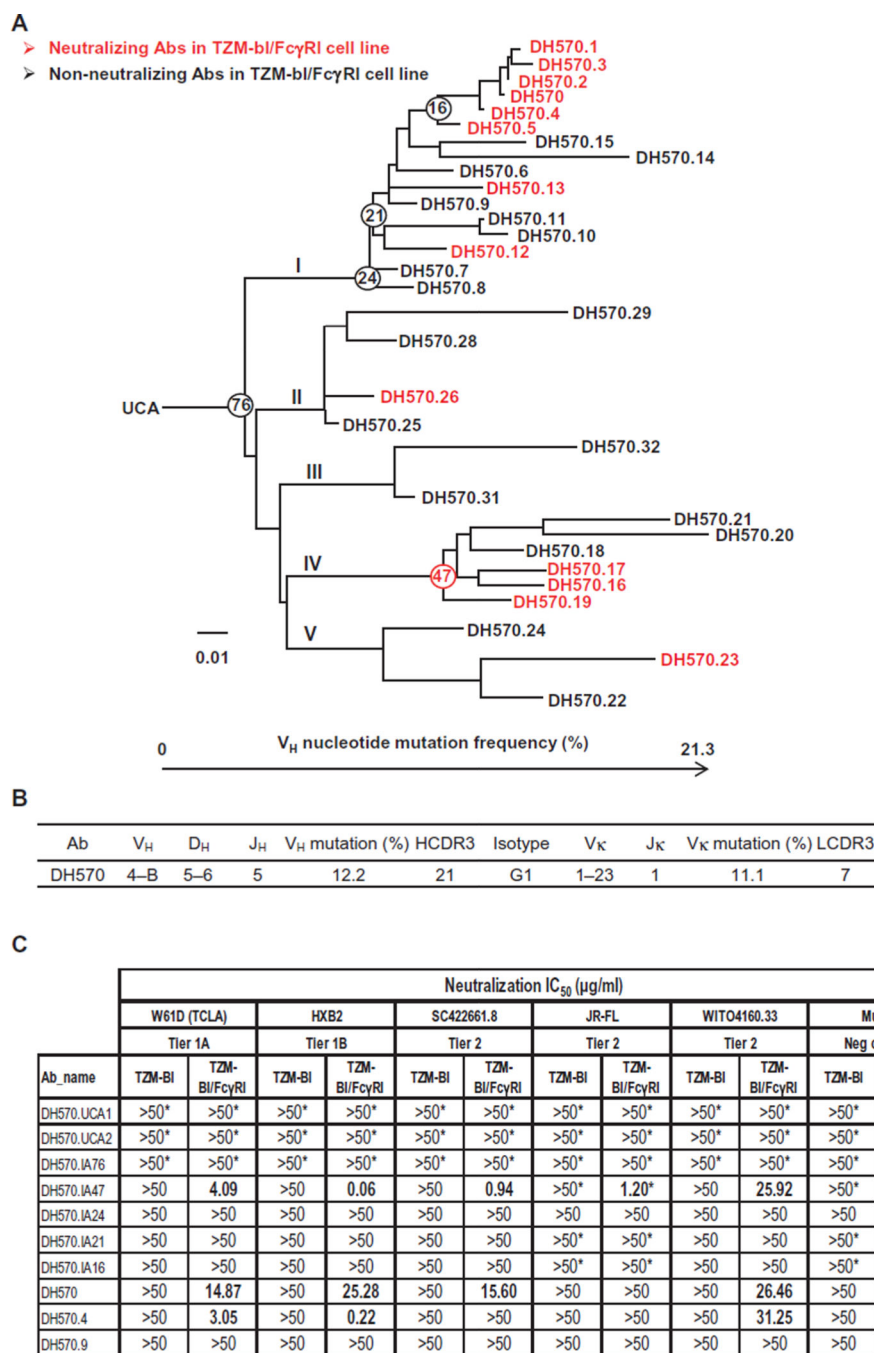 A
➢ Neutralizing Abs in TZM-bl/FcγRI cell line
➢ Non-neutralizing Abs in TZM-bl/FcγRI cell line
DH570.1
DH570.3
DH570.2
DH570
DH570.4
DH570.5
16
DH570.15
DH570.14
DH570.6
DH570.13
DH570.9
21
DH570.11
DH570.10
DH570.12
I
24
DH570.7
DH570.8
DH570.29
DH570.28
UCA
76
II
DH570.26
DH570.25
III
DH570.32
DH570.31
DH570.21
DH570.20
DH570.18
IV
47
DH570.17
DH570.16
DH570.19
0.01
V
DH570.24
DH570.23
DH570.22
0 VH nucleotide mutation frequency (%) 21.3
B
Ab VH DH JH VH mutation (%) HCDR3 Isotype Vκ Jκ Vκ mutation (%) LCDR3
DH570 4–B 5–6 5 12.2 21 G1 1–23 1 11.1 7
C
Neutralization IC50 (µg/ml)
W61D (TCLA) HXB2 SC422661.8 JR-FL WITO4160.33
Tier 1A Tier 1B Tier 2 Tier 2 Tier 2 Neg
Ab_name TZM-Bl TZM-Bl/FcγRI TZM-Bl TZM-Bl/FcγRI TZM-Bl TZM-Bl/FcγRI TZM-Bl TZM-Bl/FcγRI TZM-Bl TZM-Bl/FcγRI TZM-Bl
DH570.UCA1 >50* >50* >50* >50* >50* >50* >50* >50* >50* >50* >50*
DH570.UCA2 >50* >50* >50* >50* >50* >50* >50* >50* >50* >50* >50*
DH570.IA76 >50* >50* >50* >50* >50* >50* >50* >50* >50* >50* >50*
DH570.IA47 >50 4.09 >50 0.06 >50 0.94 >50* 1.20* >50 25.92 >50*
DH570.IA24 >50 >50 >50 >50 >50 >50 >50 >50 >50 >50 >50
DH570.IA21 >50 >50 >50 >50 >50 >50 >50* >50* >50 >50 >50*
DH570.IA16 >50 >50 >50 >50 >50 >50 >50* >50* >50 >50 >50*
DH570 >50 14.87 >50 25.28 >50 15.60 >50 >50 >50 26.46 >50
DH570.4 >50 3.05 >50 0.22 >50 >50 >50 >50 >50 31.25 >50
DH570.9 >50 >50 >50 >50 >50 >50 >50 >50 >50 >50 >50